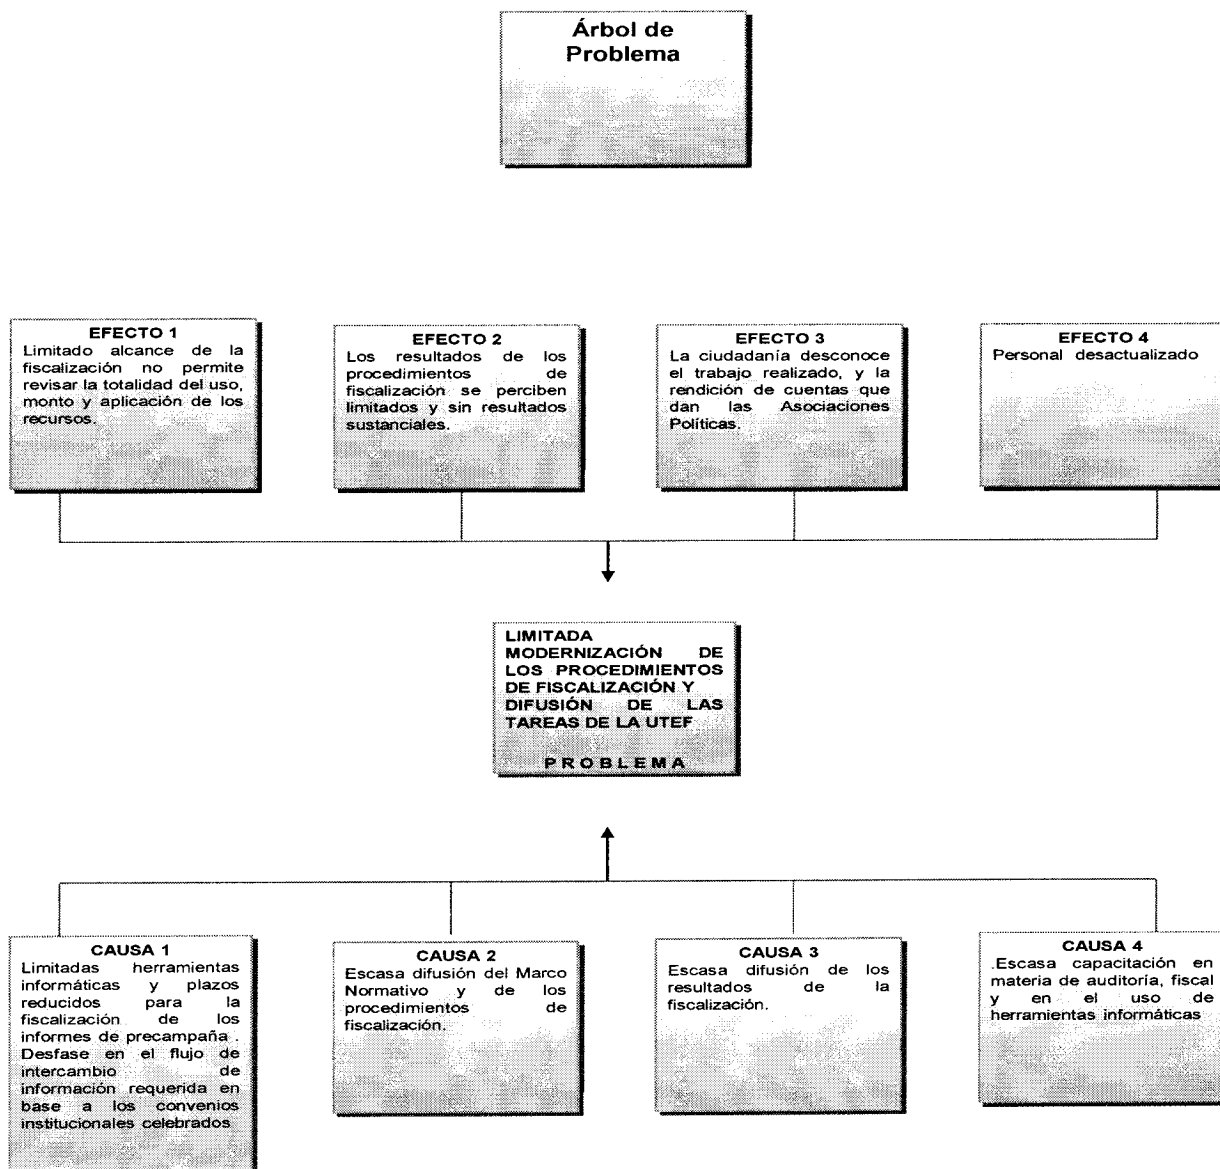 Árbol de
Problema
EFECTO 1
Limitado alcance de la
fiscalización no permite
revisar la totalidad del uso,
monto y aplicación de los
recursos.
EFECTO 2
Los resultados de los
procedimientos de
fiscalización se perciben
limitados y sin resultados
sustanciales.
EFECTO 3
La ciudadanía desconoce
el trabajo realizado, y la
rendición de cuentas que
dan las Asociaciones
Políticas.
EFECTO 4
Personal desactualizado
LIMITADA
MODERNIZACIÓN DE
LOS PROCEDIMIENTOS
DE FISCALIZACIÓN Y
DIFUSIÓN DE LAS
TAREAS DE LA UTEF
P R O B L E M A
CAUSA 1
Limitadas herramientas
informáticas y plazos
reducidos para la
fiscalización de los
informes de precampaña .
Desfase en el flujo de
intercambio de
información requerida en
base a los convenios
institucionales celebrados
CAUSA 2
Escasa difusión del Marco
Normativo y de los
procedimientos de
fiscalización.
CAUSA 3
Escasa difusión de los
resultados de la
fiscalización.
CAUSA 4
.Escasa capacitación en
materia de auditoría, fiscal
y en el uso de
herramientas informáticas